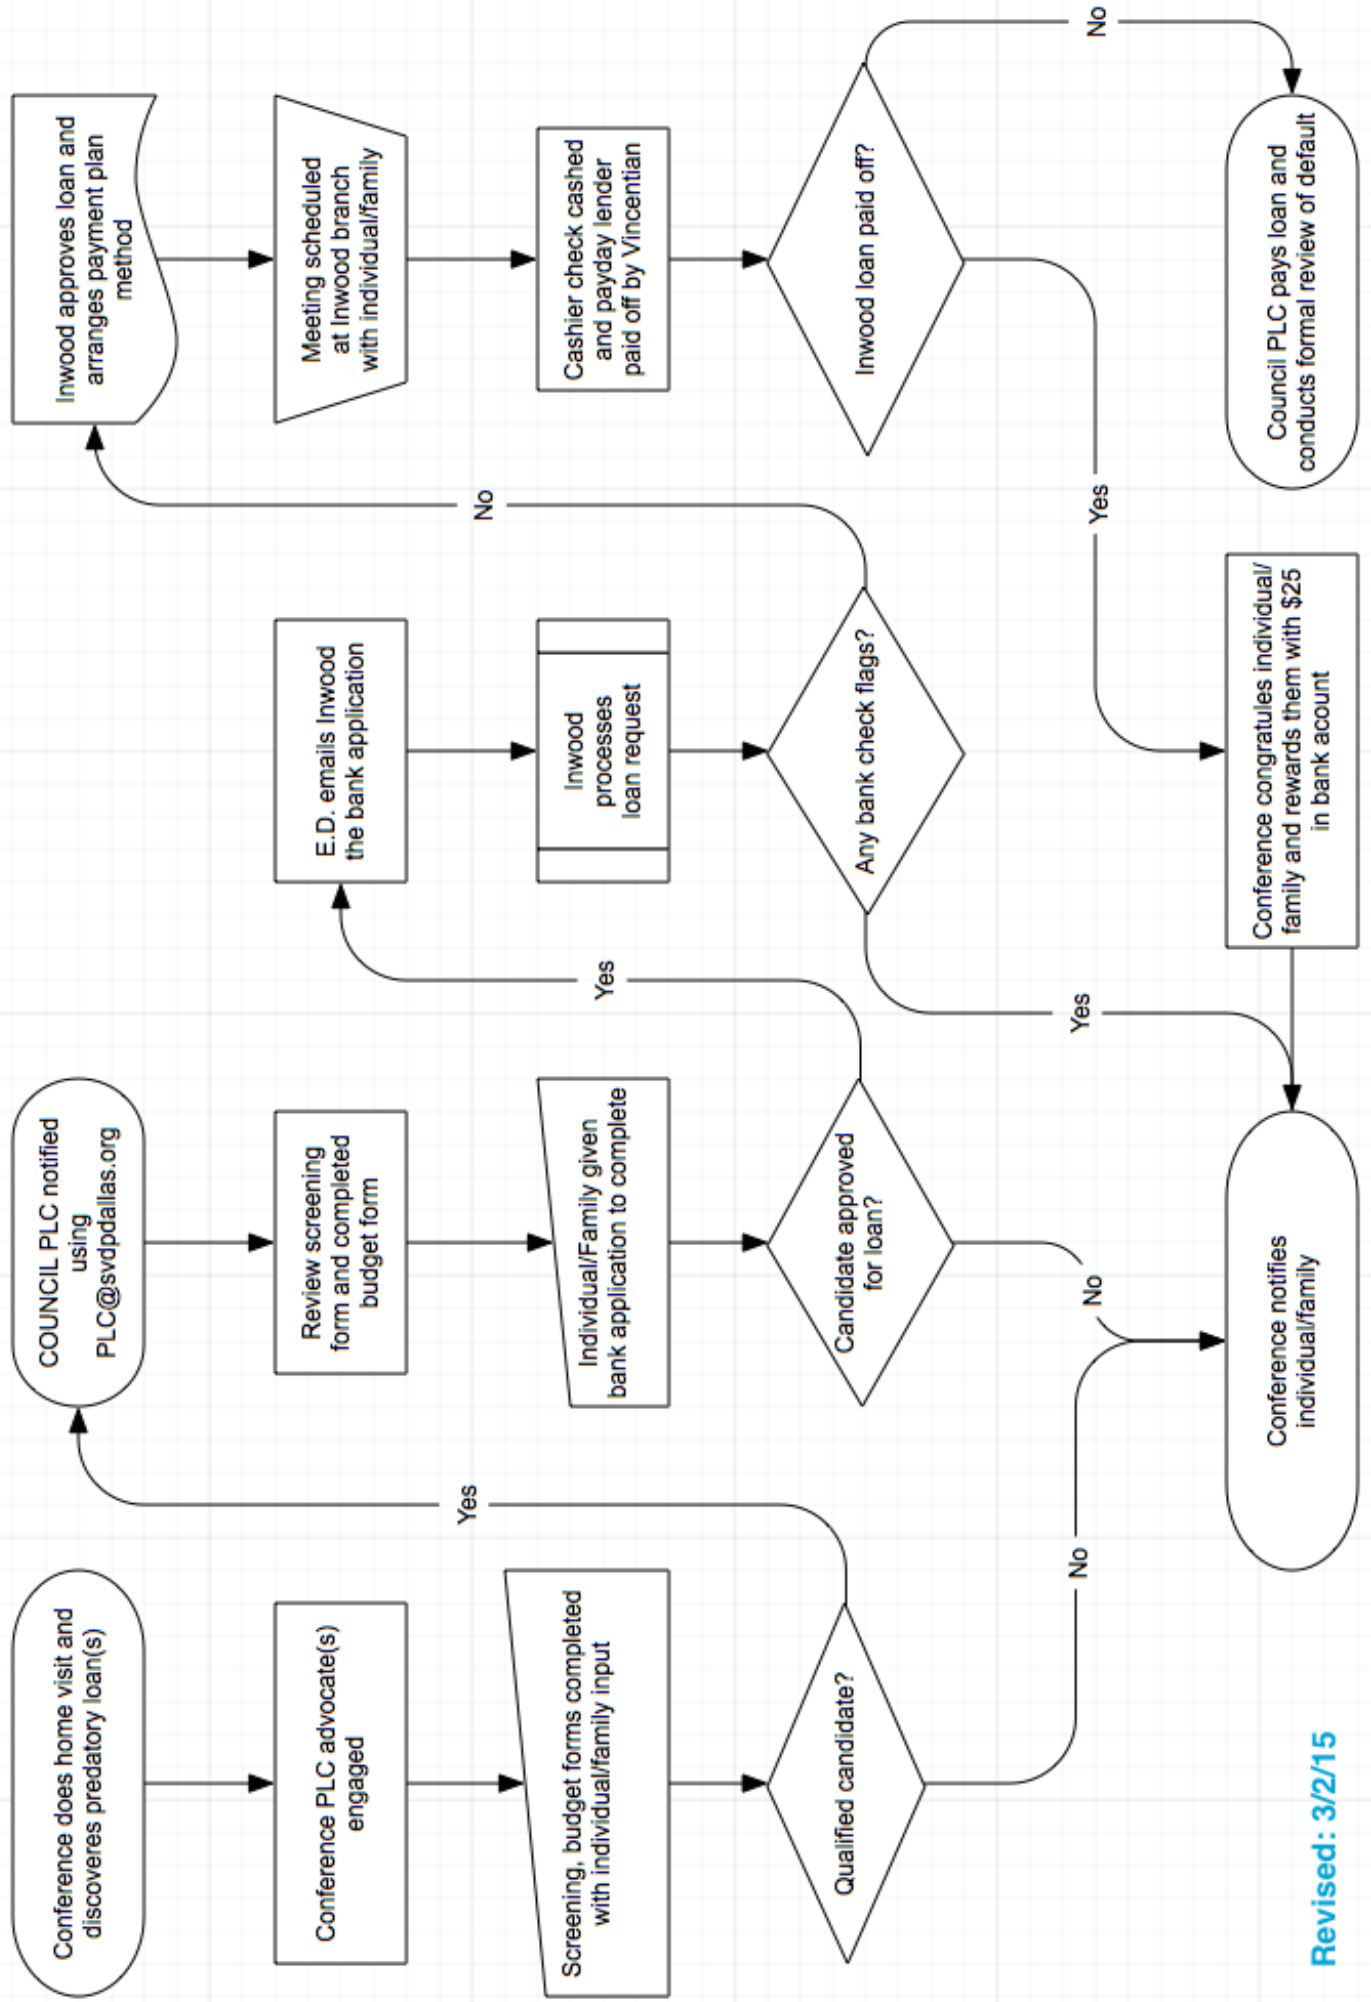 Conference does home visit and
discoveres predatory loan(s)
Conference PLC advocate(s)
engaged
Screening, budget forms completed
with individual/family input
Qualified candidate?
Yes
No
COUNCIL PLC notified
using
PLC@svdpdallas.org
Review screening
form and completed
budget form
Individual/Family given
bank application to complete
Candidate approved
for loan?
Yes
No
Conference notifies
individual/family
E.D. emails Inwood
the bank application
Inwood
processes
loan request
Any bank check flags?
No
Yes
Inwood approves loan and
arranges payment plan
method
Meeting scheduled
at Inwood branch
with individual/family
Cashier check cashed
and payday lender
paid off by Vincentian
Inwood loan paid off?
Yes
No
Conference congratules individual/
family and rewards them with $25
in bank acount
Council PLC pays loan and
conducts formal review of default
Revised: 3/2/15